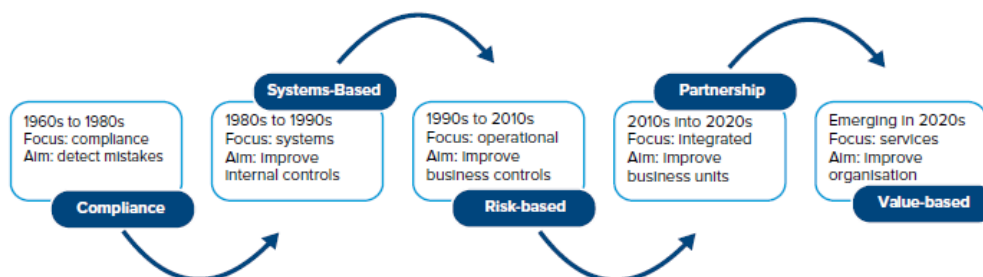 1960s to 1980s
Focus: compliance
Aim: detect mistakes
Compliance
Systems-Based
1980s to 1990s
Focus: systems
Aim: improve
internal controls
1990s to 2010s
Focus: operational
Aim: improve
business controls
Risk-based
Partnership
2010s into 2020s
Focus: integrated
Aim: improve
business units
Emerging in 2020s
Focus: services
Aim: improve
organisation
Value-based